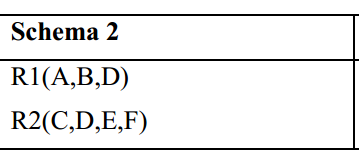 Schema 2
R1(A,B,D)
R2(C,D,E,F)